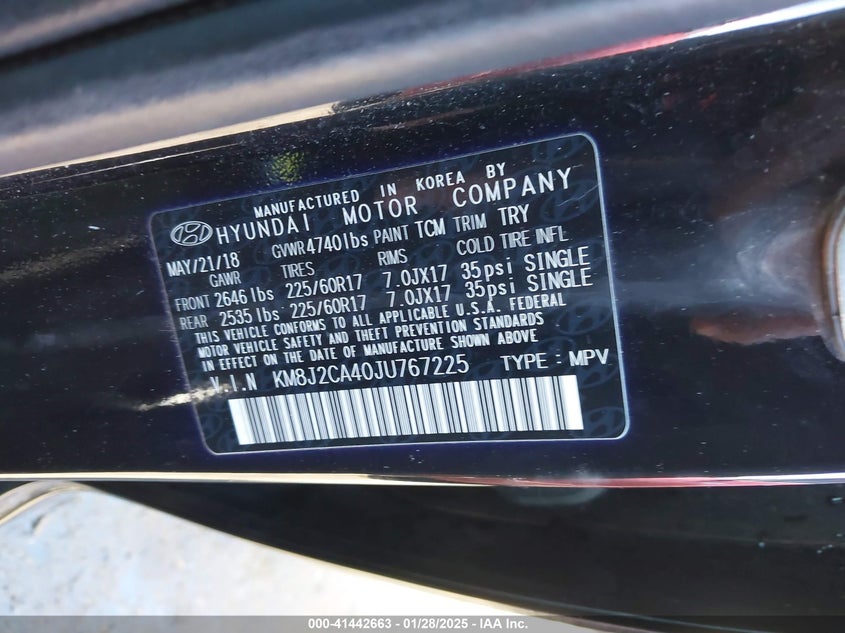 MANUFACTURED IN KOREA BY
HYUNDAI MOTOR COMPANY
MAY/21/18 GVWR4740lbs PAINT TCM TRIM TRY
GAWR TIRES RIMS COLD TIRE INFL
FRONT 2646 lbs 225/60R17 7.0JX17 35psi SINGLE
REAR 2535 lbs 225/60R17 7.0JX17 35psi SINGLE
THIS VEHICLE CONFORMS TO ALL APPLICABLE U.S.A. FEDERAL
MOTOR VEHICLE SAFETY AND THEFT PREVENTION STANDARDS
IN EFFECT ON THE DATE OF MANUFACTURE SHOWN ABOVE
V.I.N KM8J2CA40JU767225 TYPE : MPV
000-41442663 - 01/28/2025 - IAA Inc.